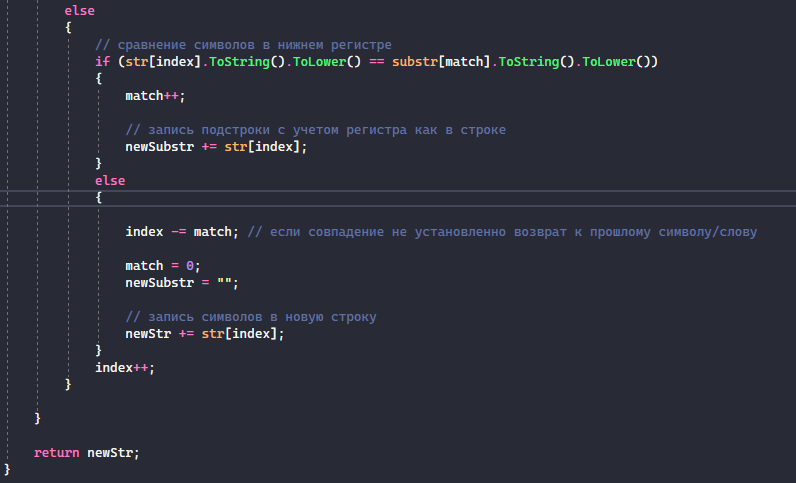 else
{
// сравнение символов в нижнем регистре
if (str[index].ToString().ToLower() == substr[match].ToString().ToLower())
{
match++;
// запись подстроки с учетом регистра как в строке
newSubstr += str[index];
}
else
{
index -= match; // если совпадение не установленно возврат к прошлому символу/слову
match = 0;
newSubstr = "";
// запись символов в новую строку
newStr += str[index];
}
index++;
}
}
return newStr;
}